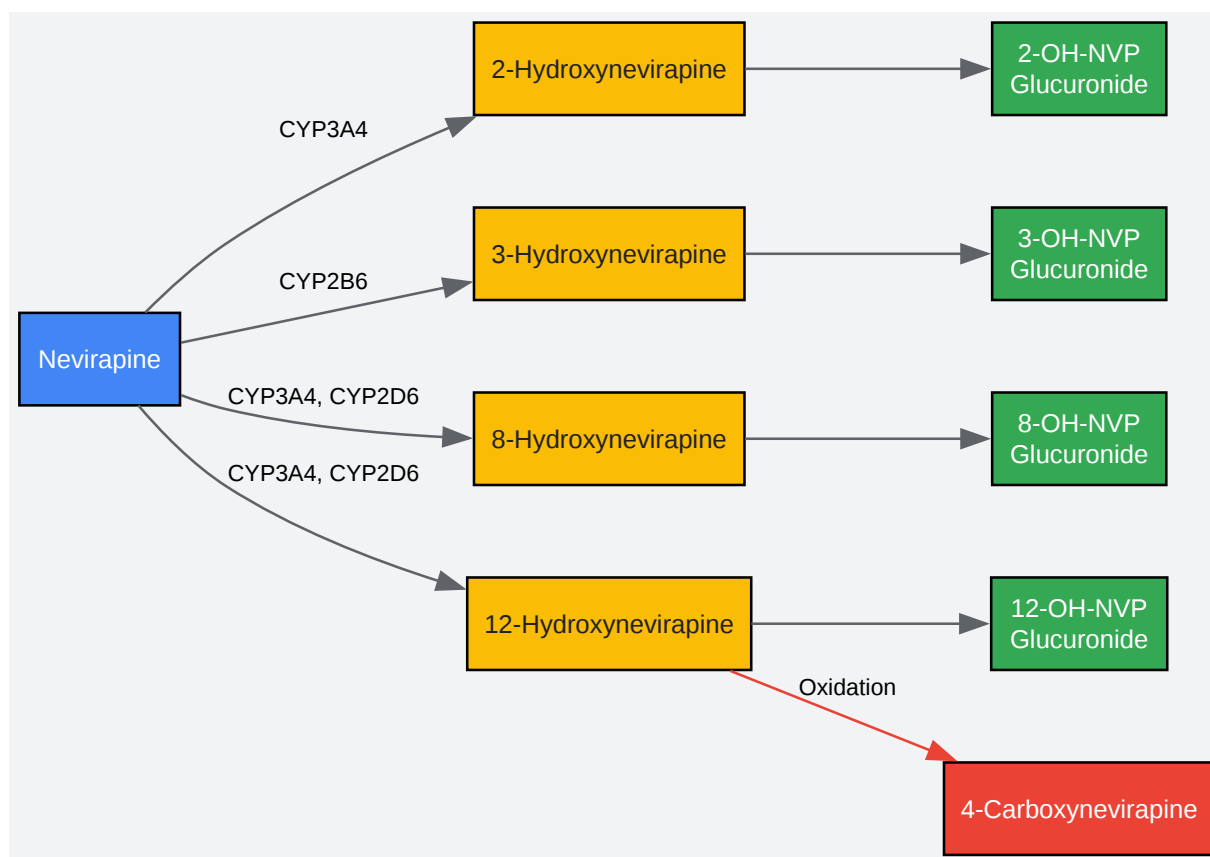 2-Hydroxynevirapine
2-OH-NVP
Glucuronide
CYP3A4
3-Hydroxynevirapine
3-OH-NVP
Glucuronide
CYP2B6
Nevirapine
CYP3A4, CYP2D6
8-Hydroxynevirapine
8-OH-NVP
Glucuronide
CYP3A4, CYP2D6
12-Hydroxynevirapine
12-OH-NVP
Glucuronide
Oxidation
4-Carboxynevirapine